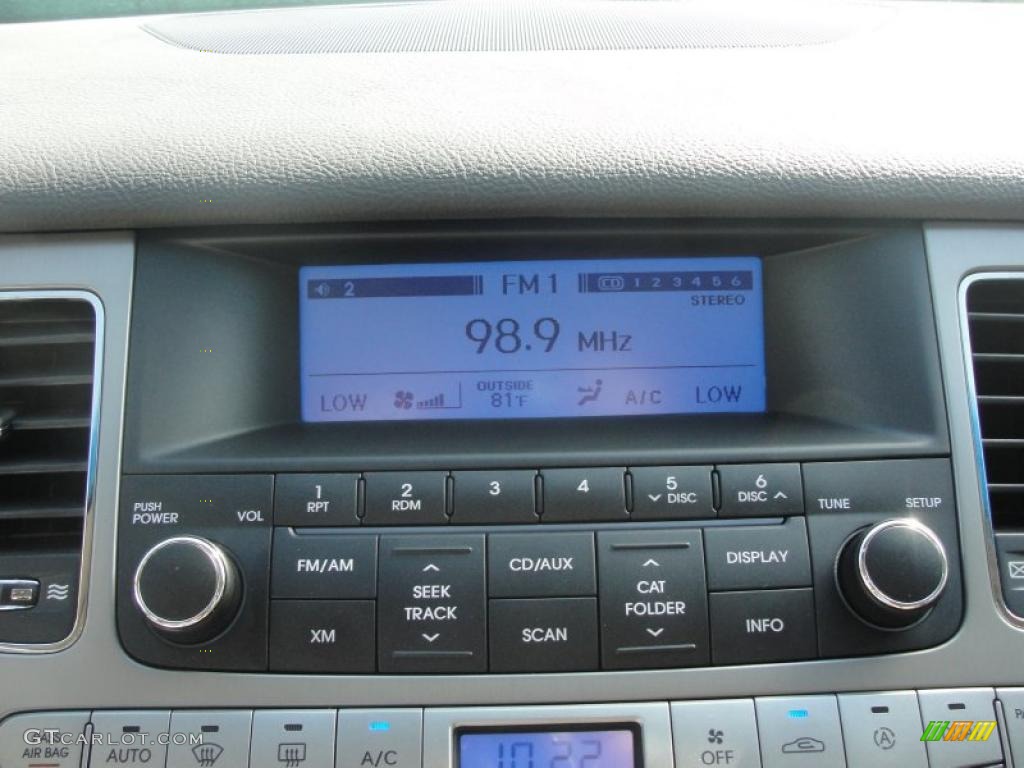 2 FM 1 CD 1 2 3 4 5 6
STEREO
98.9 MHz
LOW OUTSIDE 81°F A/C LOW
PUSH POWER VOL
1 RPT 2 RDM 3 4 5 DISC 6 DISC
TUNE SETUP
FM/AM SEEK TRACK CD/AUX CAT FOLDER DISPLAY
XM SCAN INFO
AIR BAG AUTO A/C 10:22 OFF A
GTCarlot.com